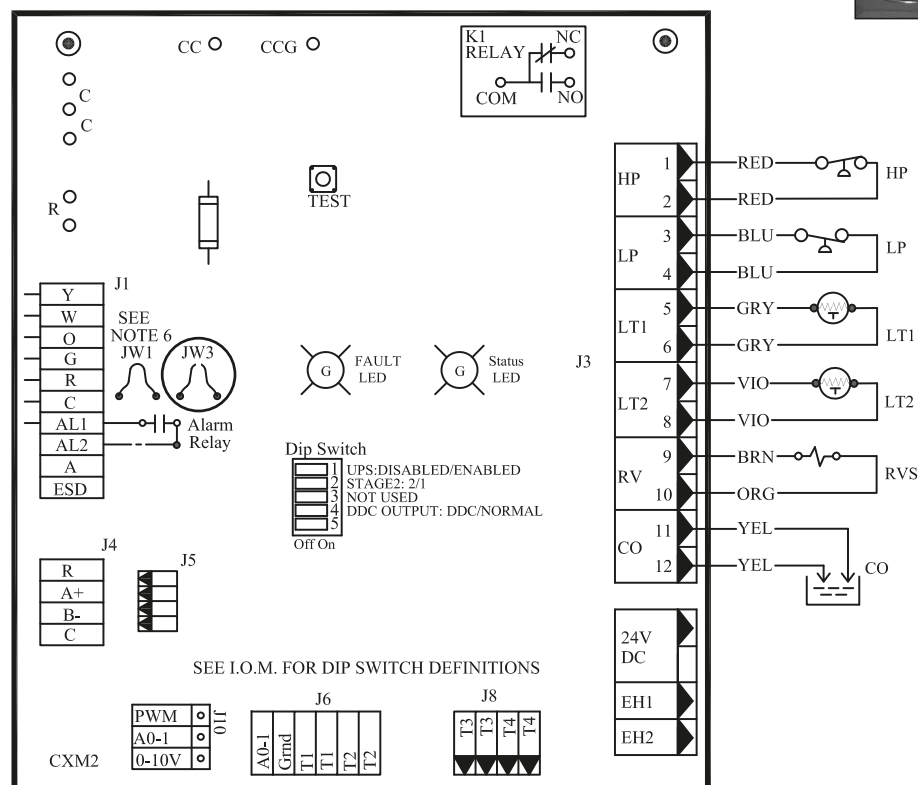 CC
CCG
K1 NC
RELAY
COM
NO
C
C
R
TEST
J1
Y
W
O
G
R
C
AL1
AL2
A
ESD
SEE
NOTE 6
JW1
JW3
Alarm
Relay
G
FAULT
LED
G
Status
LED
Dip Switch
1 UPS:DISABLED/ENABLED
2 STAGE2: 2/1
3 NOT USED
4 DDC OUTPUT: DDC/NORMAL
5
Off On
J3
HP
1 RED
2 RED
HP
LP
3 BLU
4 BLU
LP
LT1
5 GRY
6 GRY
LT1
LT2
7 VIO
8 VIO
LT2
RV
9 BRN
10 ORG
RVS
CO
11 YEL
12 YEL
CO
24V
DC
EH1
EH2
J4
R
A+
B-
C
J5
SEE I.O.M. FOR DIP SWITCH DEFINITIONS
CXM2
PWM
A0-1
0-10V
J10
J6
A0-1
Grnd
T1
T1
T2
T2
J8
T3
T3
T4
T4